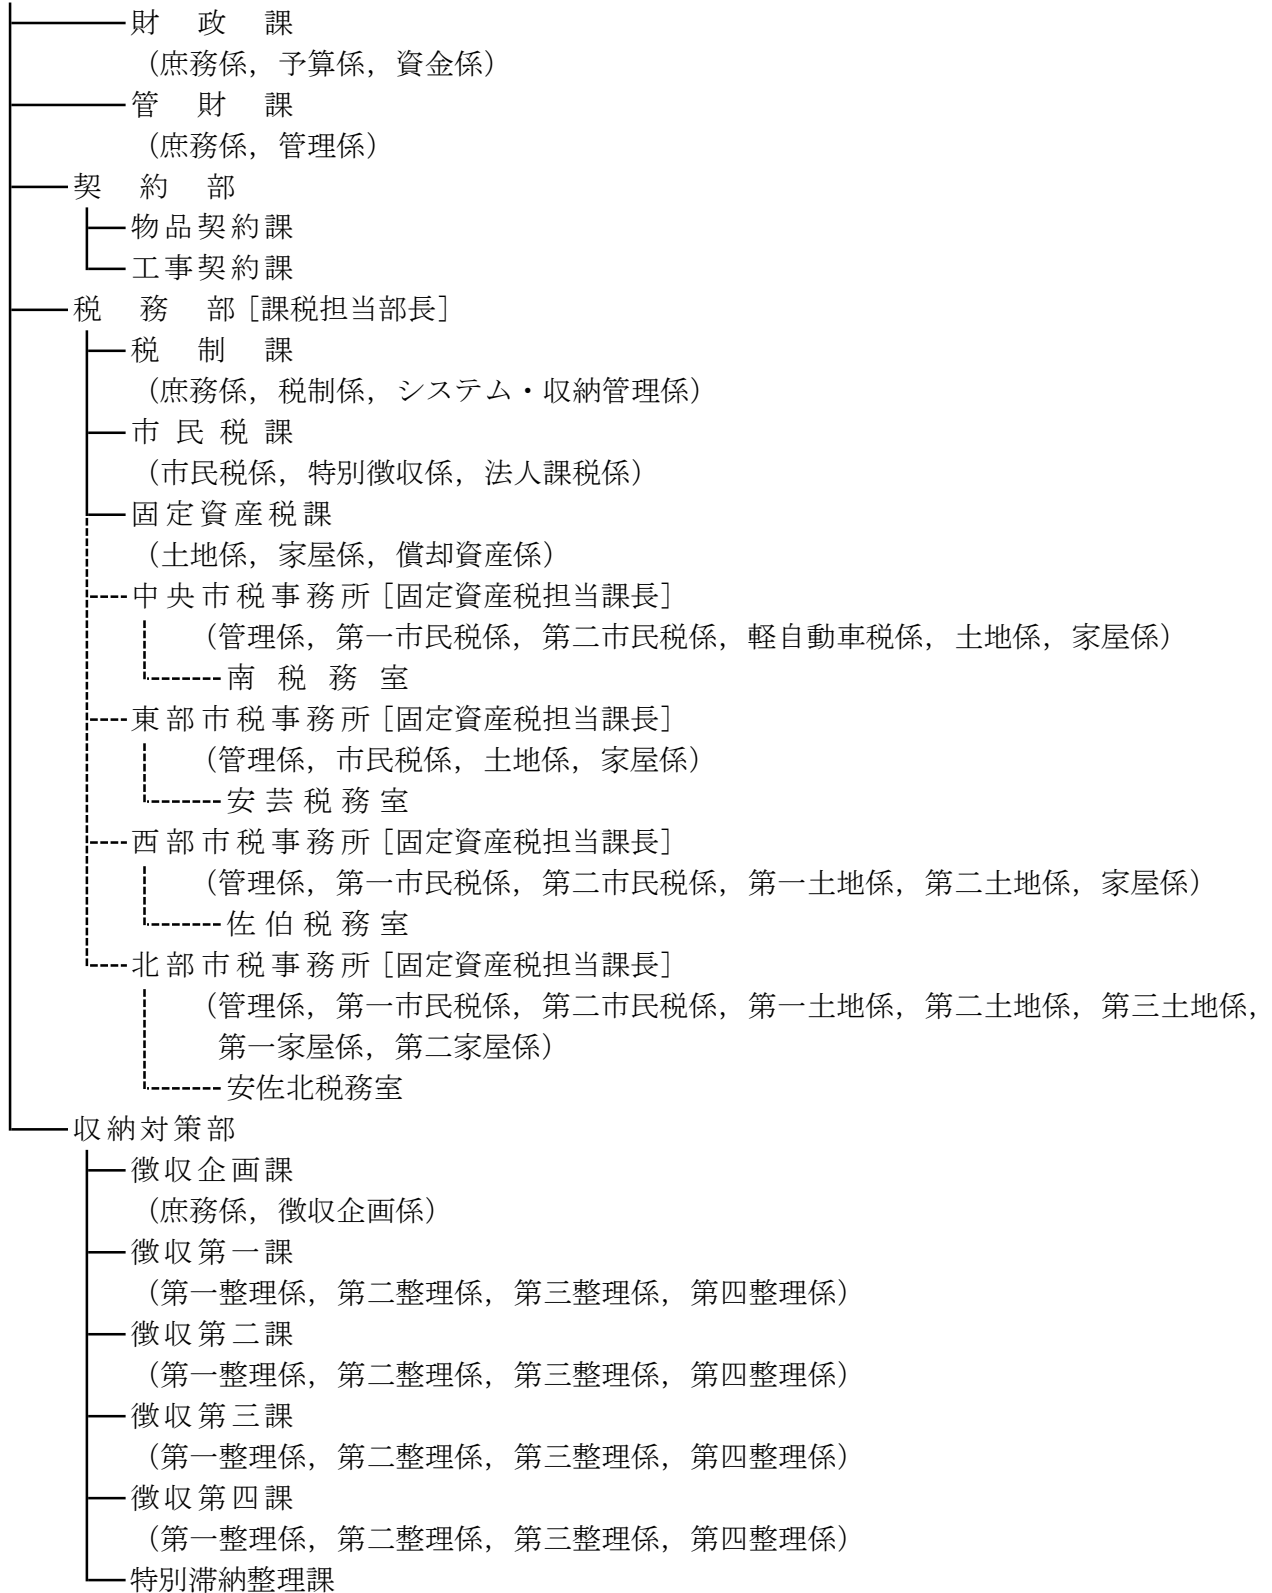 財政課
（庶務係，予算係，資金係）
管財課
（庶務係，管理係）
契約部
物品契約課
工事契約課
税務部［課税担当部長］
税制課
（庶務係，税制係，システム・収納管理係）
市民税課
（市民税係，特別徴収係，法人課税係）
固定資産税課
（土地係，家屋係，償却資産係）
中央市税事務所［固定資産税担当課長］
（管理係，第一市民税係，第二市民税係，軽自動車税係，土地係，家屋係）
南税務室
東部市税事務所［固定資産税担当課長］
（管理係，市民税係，土地係，家屋係）
安芸税務室
西部市税事務所［固定資産税担当課長］
（管理係，第一市民税係，第二市民税係，第一土地係，第二土地係，家屋係）
佐伯税務室
北部市税事務所［固定資産税担当課長］
（管理係，第一市民税係，第二市民税係，第一土地係，第二土地係，第三土地係，
第一家屋係，第二家屋係）
安佐北税務室
収納対策部
徴収企画課
（庶務係，徴収企画係）
徴収第一課
（第一整理係，第二整理係，第三整理係，第四整理係）
徴収第二課
（第一整理係，第二整理係，第三整理係，第四整理係）
徴収第三課
（第一整理係，第二整理係，第三整理係，第四整理係）
徴収第四課
（第一整理係，第二整理係，第三整理係，第四整理係）
特別滞納整理課